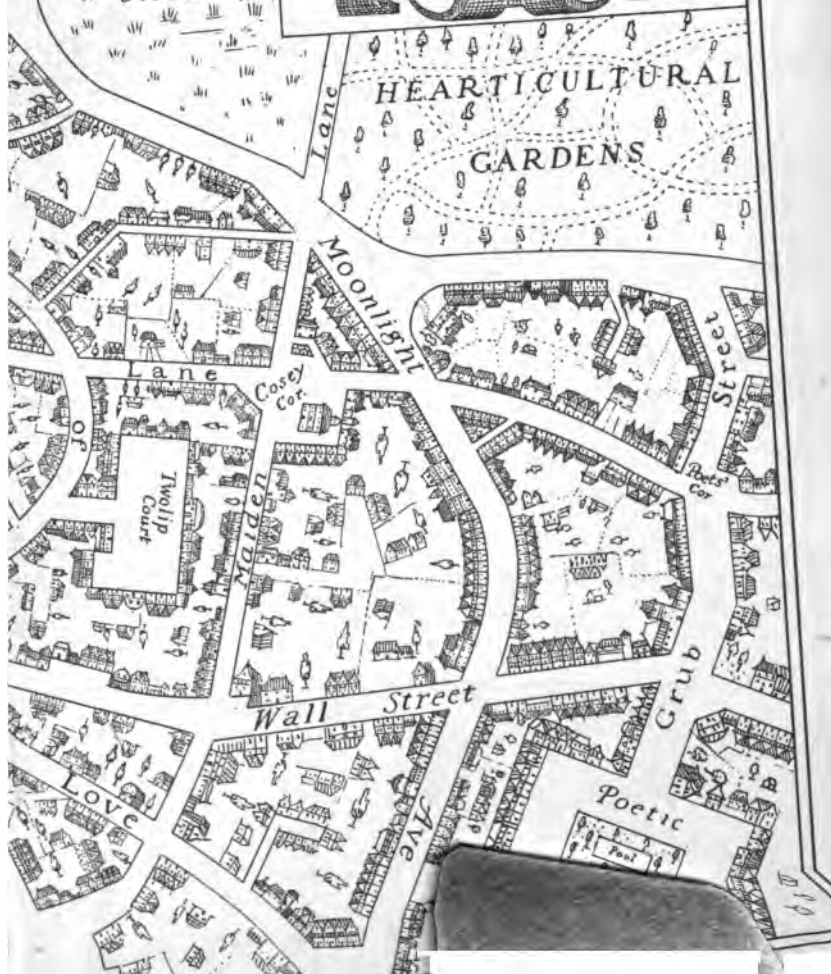 HEARTICULTURAL
GARDENS
Lane
Moonlight
Street
Lane
Cosey
Cor.
of
Poets'
Cor
Twolip
Court
Maiden
Grub
Wall Street
Love
Ave
Poetic
Pool